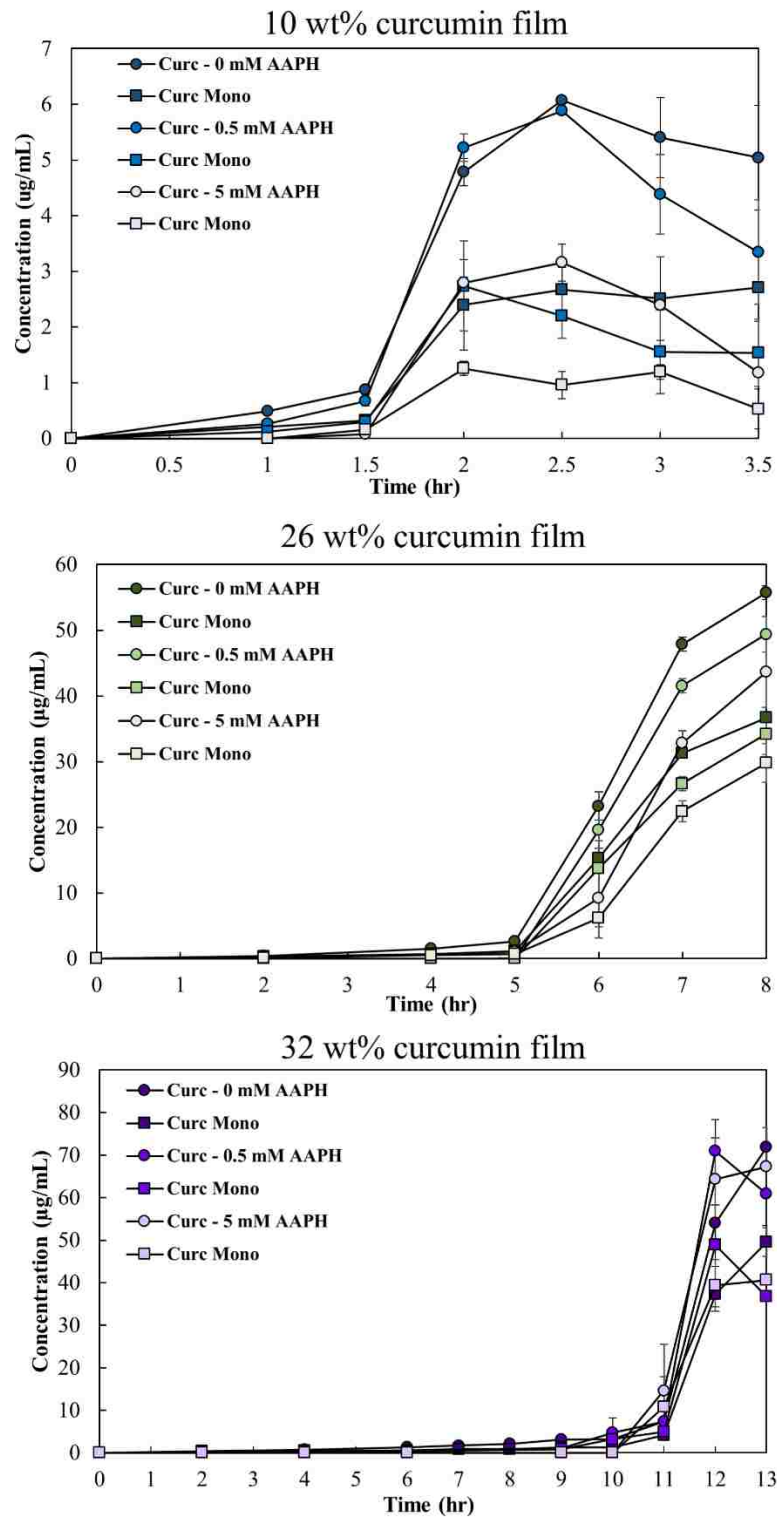 10 wt% curcumin film
7
6
5
4
3
2
1
0
Concentration (ug/mL)
Curc - 0 mM AAPH
Curc Mono
Curc - 0.5 mM AAPH
Curc Mono
Curc - 5 mM AAPH
Curc Mono
0 0.5 1 1.5 2 2.5 3 3.5
Time (hr)
26 wt% curcumin film
60
50
40
30
20
10
0
Concentration (µg/mL)
Curc - 0 mM AAPH
Curc Mono
Curc - 0.5 mM AAPH
Curc Mono
Curc - 5 mM AAPH
Curc Mono
0 1 2 3 4 5 6 7 8
Time (hr)
32 wt% curcumin film
90
80
70
60
50
40
30
20
10
0
Concentration (µg/mL)
Curc - 0 mM AAPH
Curc Mono
Curc - 0.5 mM AAPH
Curc Mono
Curc - 5 mM AAPH
Curc Mono
0 1 2 3 4 5 6 7 8 9 10 11 12 13
Time (hr)